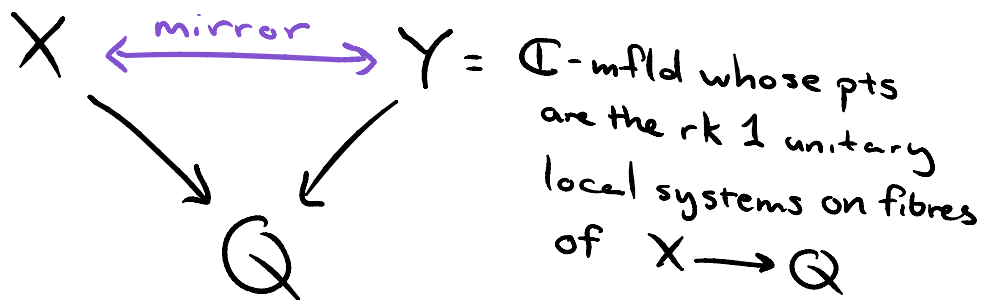 mirror
X ⟷ Y = ℂ-mfld whose pts
are the rk 1 unitary
local systems on fibres
of X ⟶ Q
Q